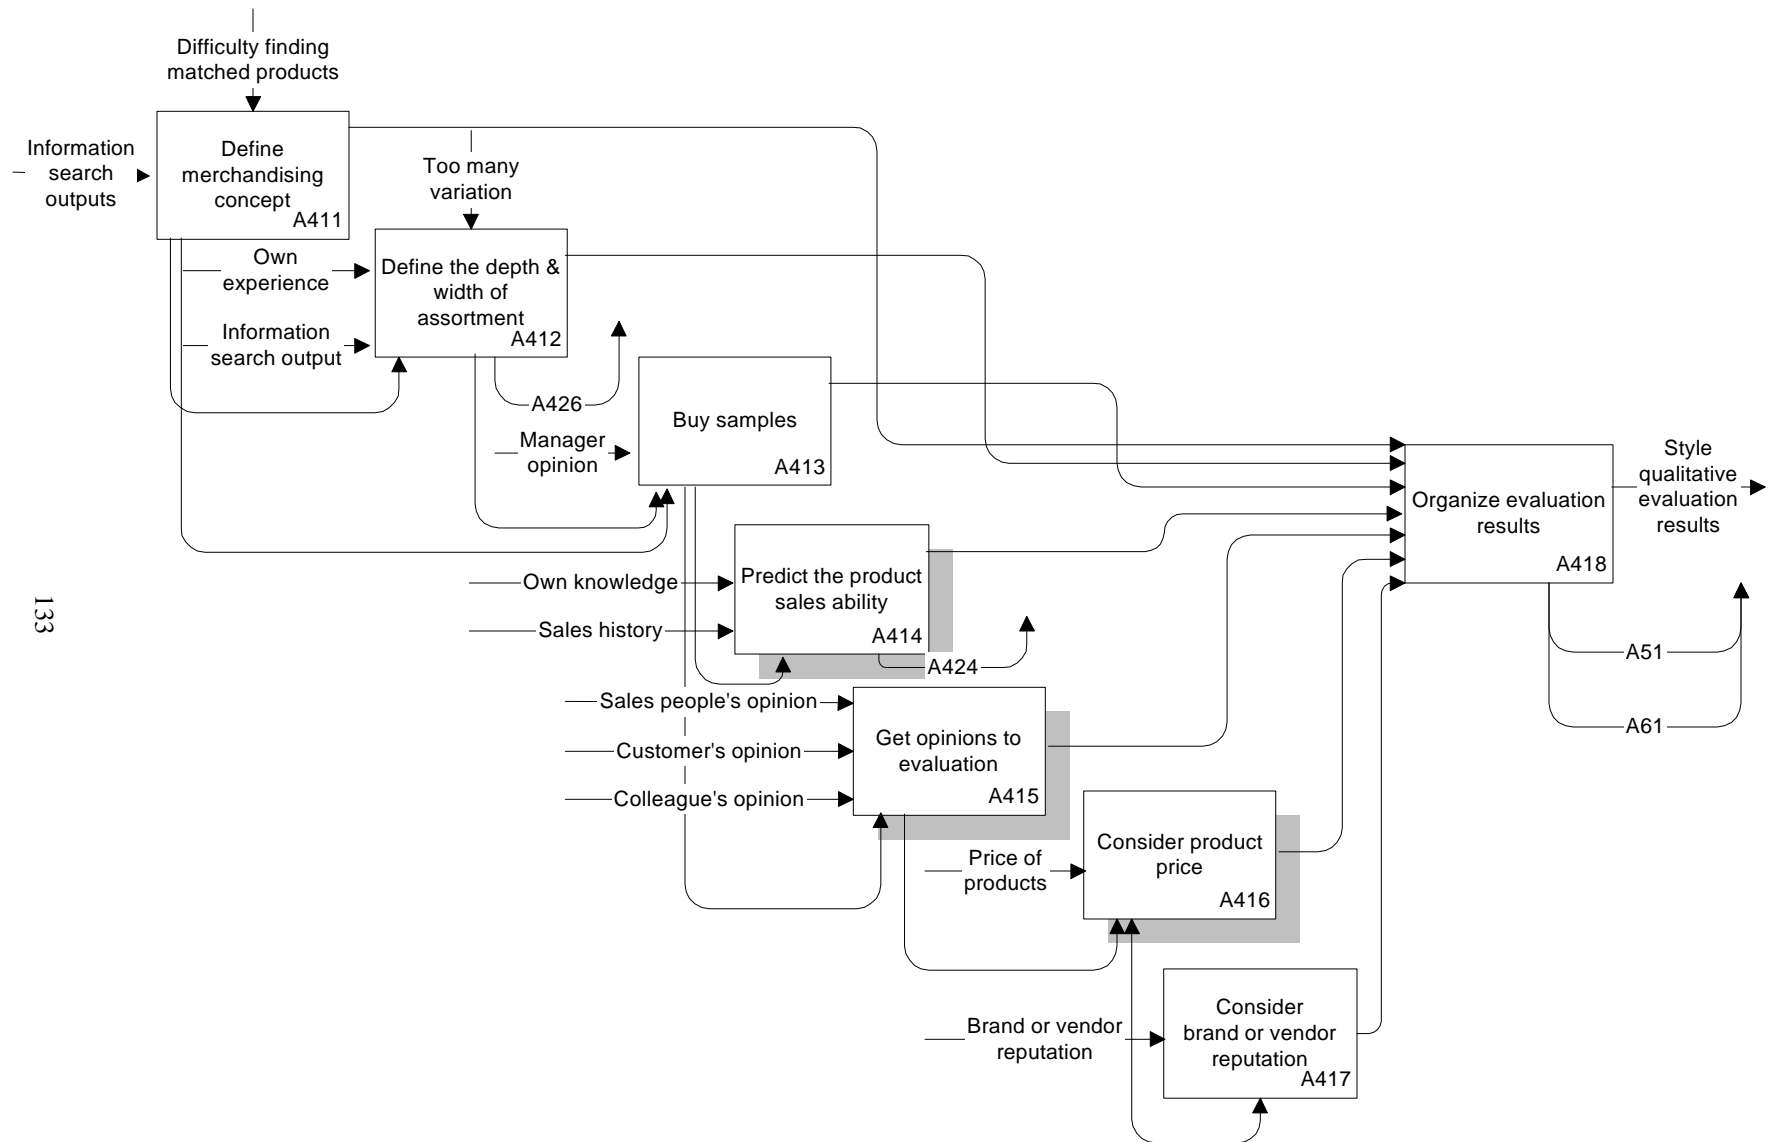 Difficulty finding
matched products
Information
search
outputs
Define
merchandising
concept
A411
Too many
variation
Own
experience
Information
search output
Define the depth &
width of
assortment
A412
A426
Manager
opinion
Buy samples
A413
Own knowledge
Sales history
Predict the product
sales ability
A414
A424
Sales people's opinion
Customer's opinion
Colleague's opinion
Get opinions to
evaluation
A415
Price of
products
Consider product
price
A416
Brand or vendor
reputation
Consider
brand or vendor
reputation
A417
Organize evaluation
results
A418
Style
qualitative
evaluation
results
A51
A61
133